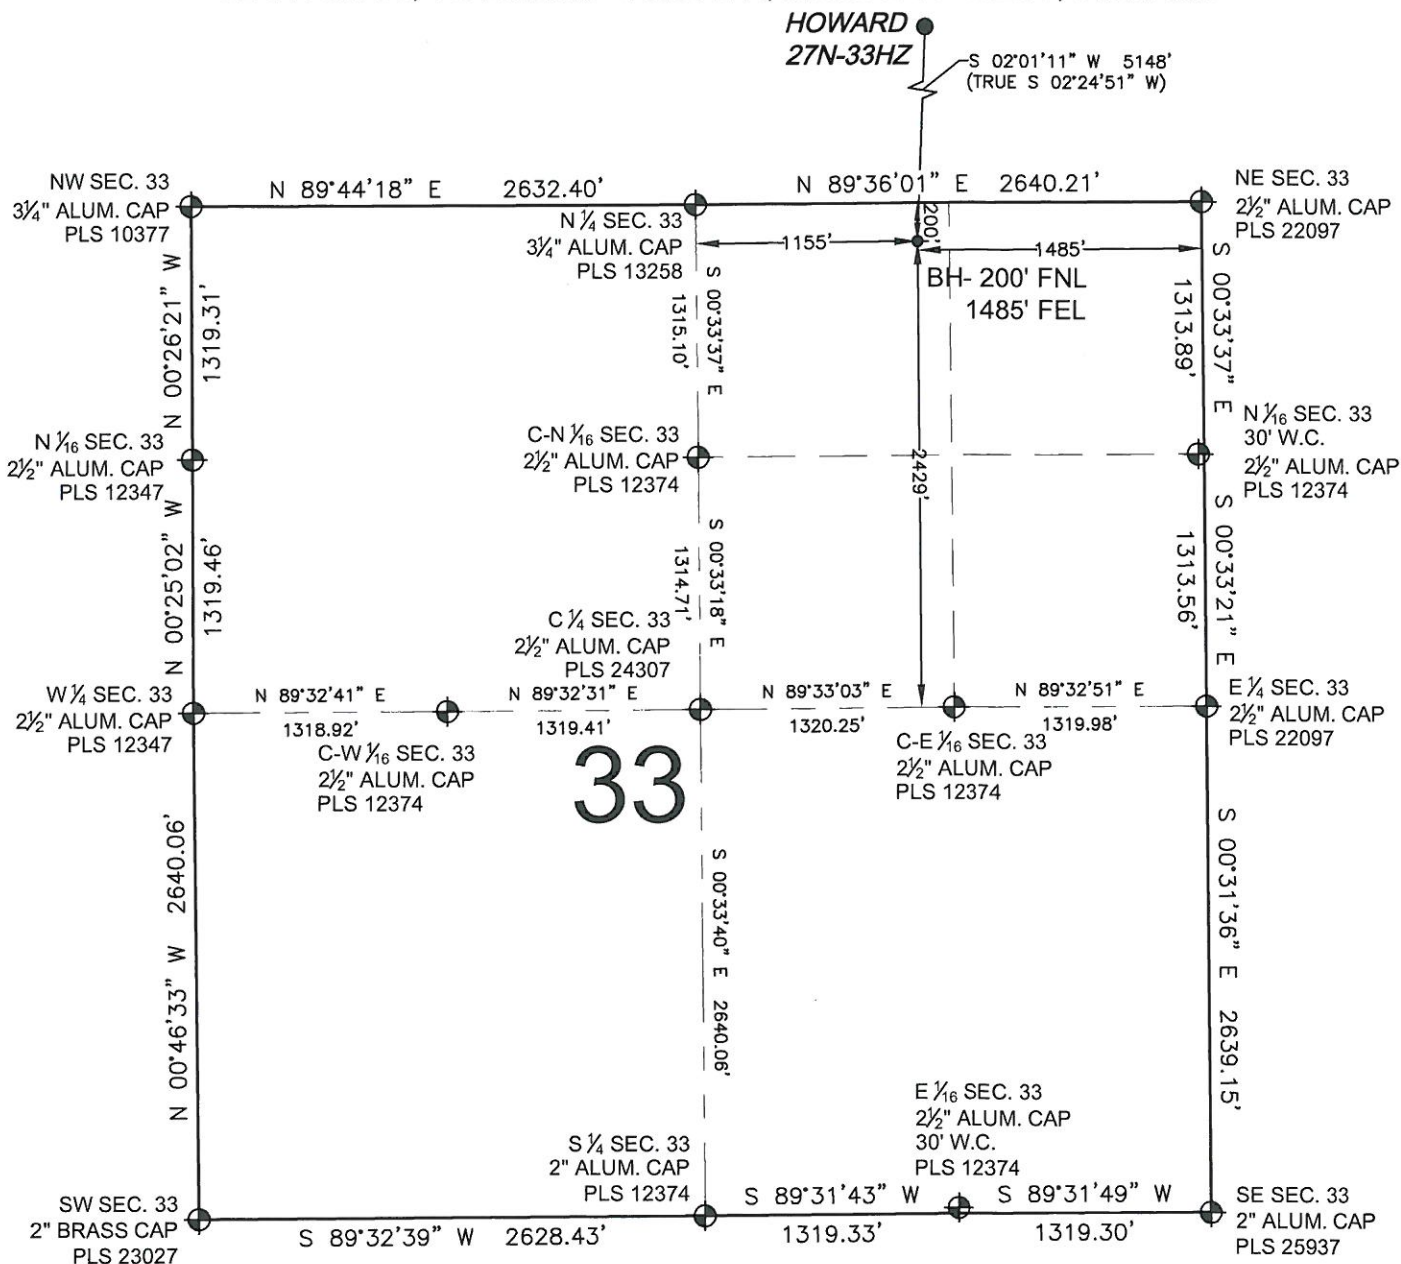 HOWARD
27N-33HZ
S 02°01'11" W 5148'
(TRUE S 02°24'51" W)
NW SEC. 33
3¼" ALUM. CAP
PLS 10377
N 89°44'18" E 2632.40'
N 89°36'01" E 2640.21'
NE SEC. 33
2½" ALUM. CAP
PLS 22097
N ¼ SEC. 33
3¼" ALUM. CAP
PLS 13258
1155'
200'
1485'
BH- 200' FNL
1485' FEL
N 00°26'21" W
1319.31'
S 00°33'37" E
1315.10'
S 00°33'37" E
1313.89'
N 1⁄16 SEC. 33
2½" ALUM. CAP
PLS 12347
C-N 1⁄16 SEC. 33
2½" ALUM. CAP
PLS 12374
2429'
N 1⁄16 SEC. 33
30' W.C.
2½" ALUM. CAP
PLS 12374
N 00°25'02" W
1319.46'
S 00°33'18" E
1314.71'
S 00°33'21" E
1313.56'
C ¼ SEC. 33
2½" ALUM. CAP
PLS 24307
W ¼ SEC. 33
2½" ALUM. CAP
PLS 12347
N 89°32'41" E
1318.92'
N 89°32'31" E
1319.41'
N 89°33'03" E
1320.25'
N 89°32'51" E
1319.98'
E ¼ SEC. 33
2½" ALUM. CAP
PLS 22097
C-W 1⁄16 SEC. 33
2½" ALUM. CAP
PLS 12374
33
C-E 1⁄16 SEC. 33
2½" ALUM. CAP
PLS 12374
N 00°46'33" W 2640.06'
S 00°33'40" E 2640.06'
S 00°31'36" E 2639.15'
E 1⁄16 SEC. 33
2½" ALUM. CAP
30' W.C.
PLS 12374
S ¼ SEC. 33
2" ALUM. CAP
PLS 12374
SW SEC. 33
2" BRASS CAP
PLS 23027
S 89°32'39" W 2628.43'
S 89°31'43" W
1319.33'
S 89°31'49" W
1319.30'
SE SEC. 33
2" ALUM. CAP
PLS 25937